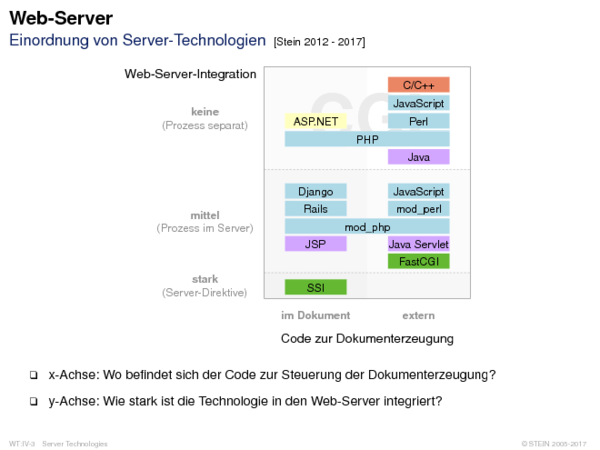 Web-Server
Einordnung von Server-Technologien [Stein 2012 - 2017]
Web-Server-Integration
CGI
C/C++
JavaScript
keine
(Prozess separat)
ASP.NET
Perl
PHP
Java
Django
JavaScript
Rails
mod_perl
mittel
(Prozess im Server)
mod_php
JSP
Java Servlet
FastCGI
stark
(Server-Direktive)
SSI
im Dokument
extern
Code zur Dokumenterzeugung
❑ x-Achse: Wo befindet sich der Code zur Steuerung der Dokumenterzeugung?
❑ y-Achse: Wie stark ist die Technologie in den Web-Server integriert?
WT:IV-3 Server Technologies
© STEIN 2005-2017